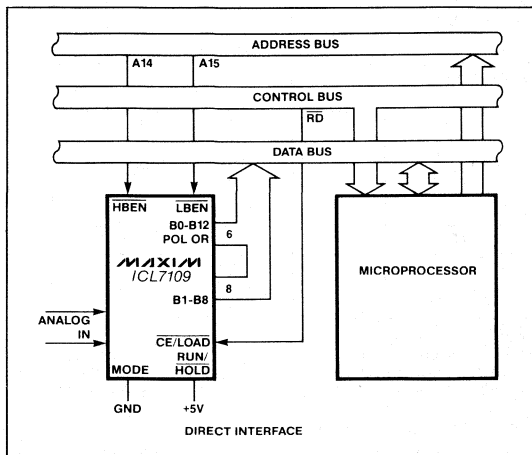 ADDRESS BUS
A14 A15
CONTROL BUS
RD
DATA BUS
HBEN LBEN
B0-B12
POL OR 6
MAXIM
ICL7109
8
B1-B8
MICROPROCESSOR
ANALOG
IN
CE/LOAD
RUN/
MODE HOLD
GND +5V
DIRECT INTERFACE